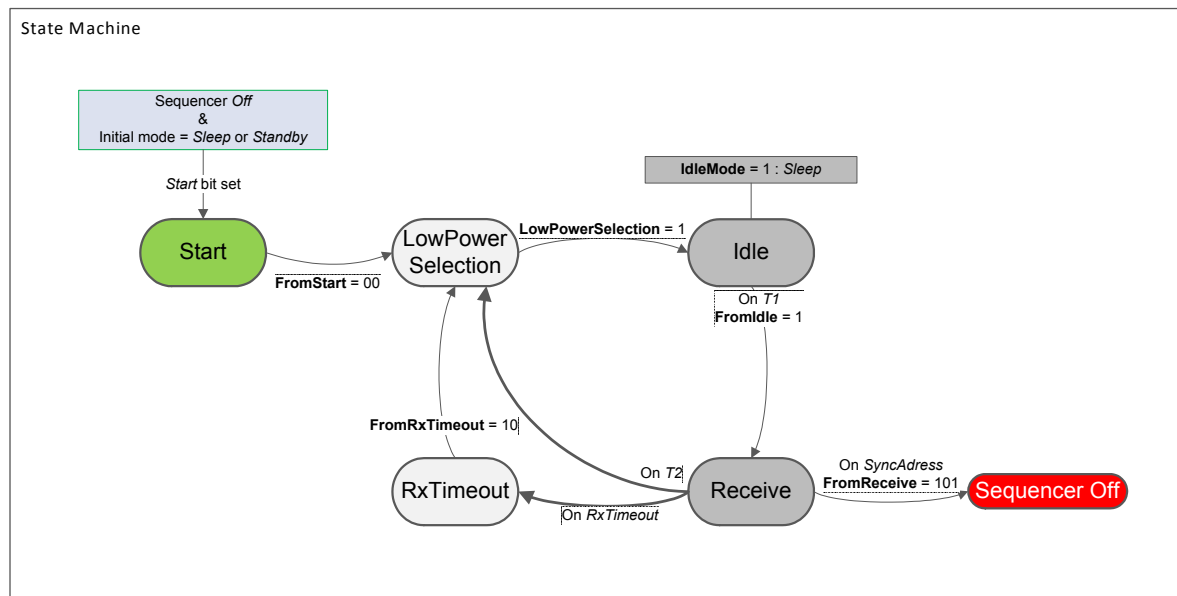 State Machine
Sequencer Off
&
Initial mode = Sleep or Standby
IdleMode = 1 : Sleep
Start bit set
Start
LowPower
Selection
LowPowerSelection = 1
Idle
FromStart = 00
On T1
FromIdle = 1
FromRxTimeout = 10
On T2
RxTimeout
On RxTimeout
Receive
On SyncAdress
FromReceive = 101
Sequencer Off